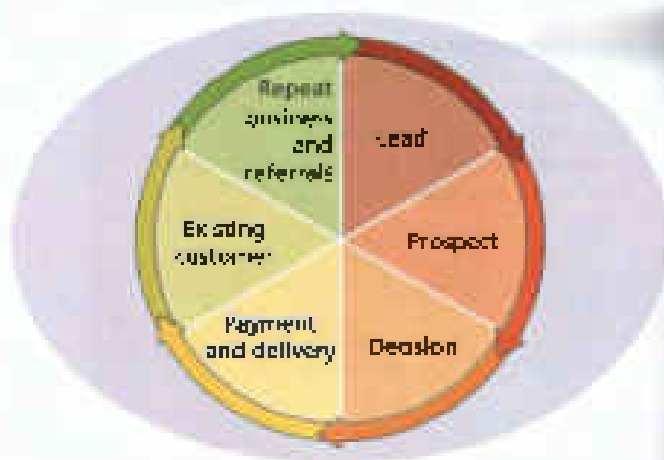 Repeat
business
and
referrals
Lead
Prospect
Decision
Payment
and delivery
Existing
customer